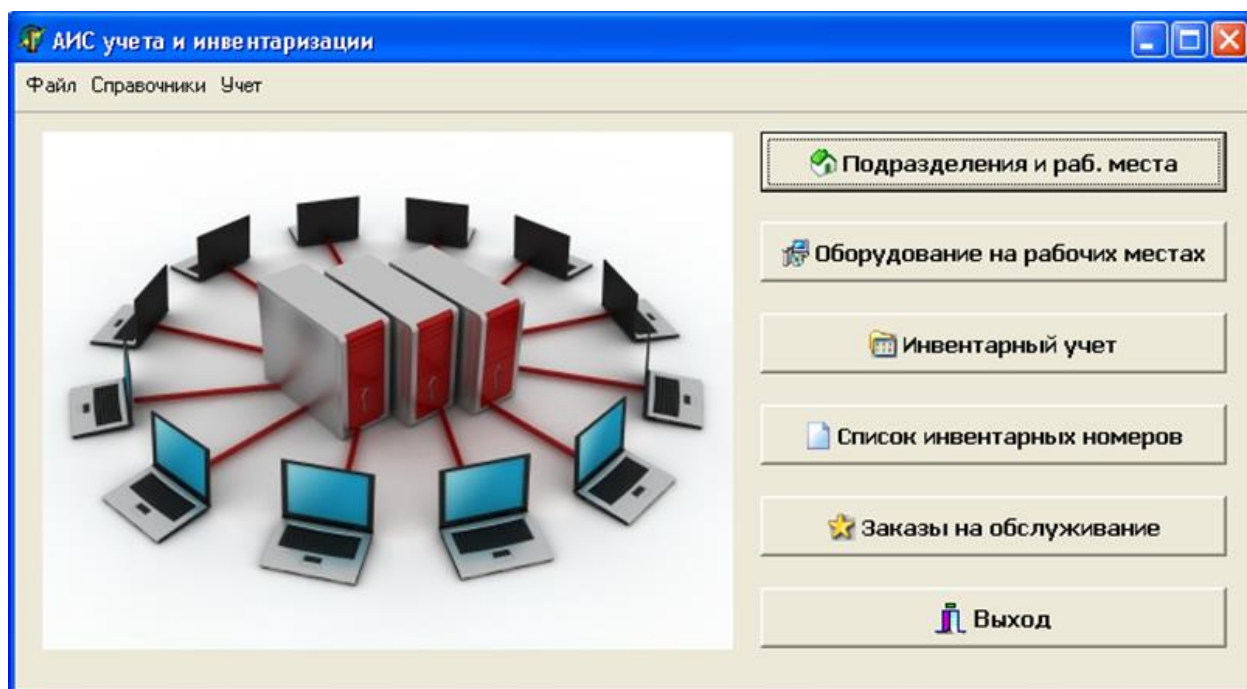 АИС учета и инвентаризации
Файл Справочники Учет
Подразделения и раб. места
Оборудование на рабочих местах
Инвентарный учет
Список инвентарных номеров
Заказы на обслуживание
Выход